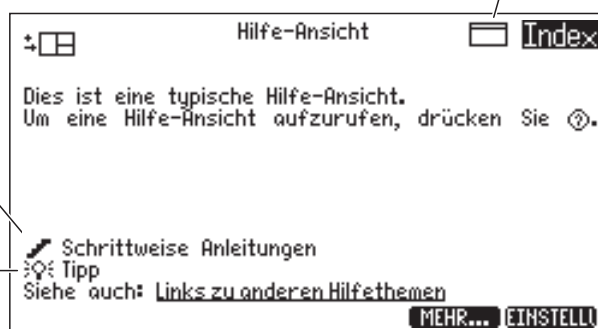 Hilfe-Ansicht
Index
Dies ist eine typische Hilfe-Ansicht.
Um eine Hilfe-Ansicht aufzurufen, drücken Sie ?.
Schrittweise Anleitungen
Tipp
Siehe auch: Links zu anderen Hilfethemen
MEHR... EINSTELLU